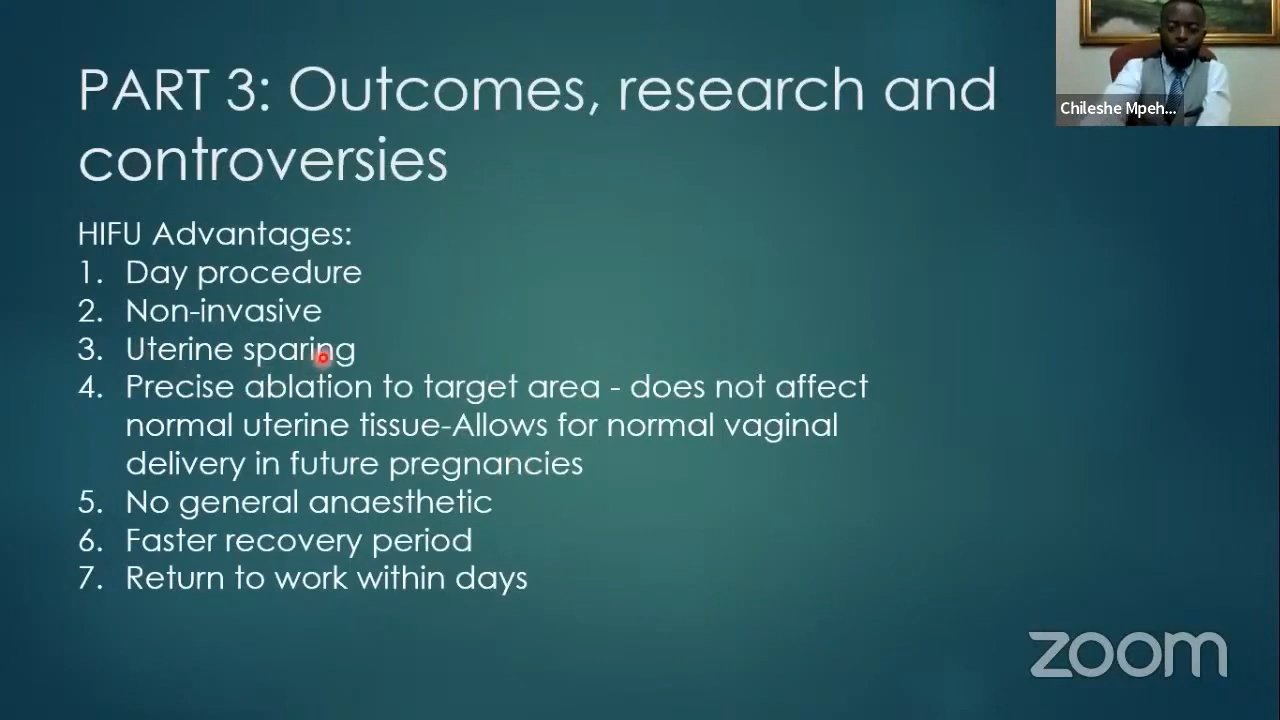 PART 3: Outcomes, research and
controversies
Chileshe Mpeh...
HIFU Advantages:
1. Day procedure
2. Non-invasive
3. Uterine sparing
4. Precise ablation to target area - does not affect
normal uterine tissue-Allows for normal vaginal
delivery in future pregnancies
5. No general anaesthetic
6. Faster recovery period
7. Return to work within days
zoom